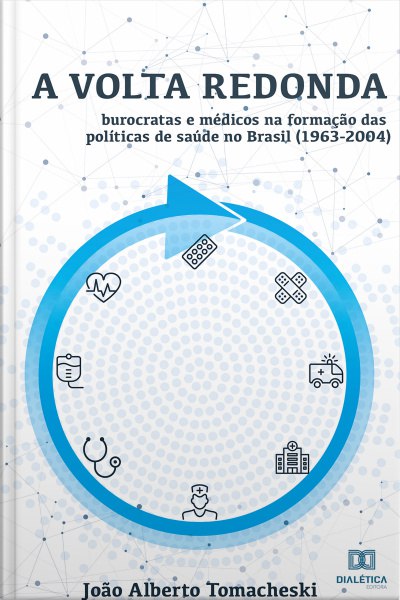 A VOLTA REDONDA
burocratas e médicos na formação das
políticas de saúde no Brasil (1963-2004)
DIALÉTICA
EDITORA
João Alberto Tomacheski